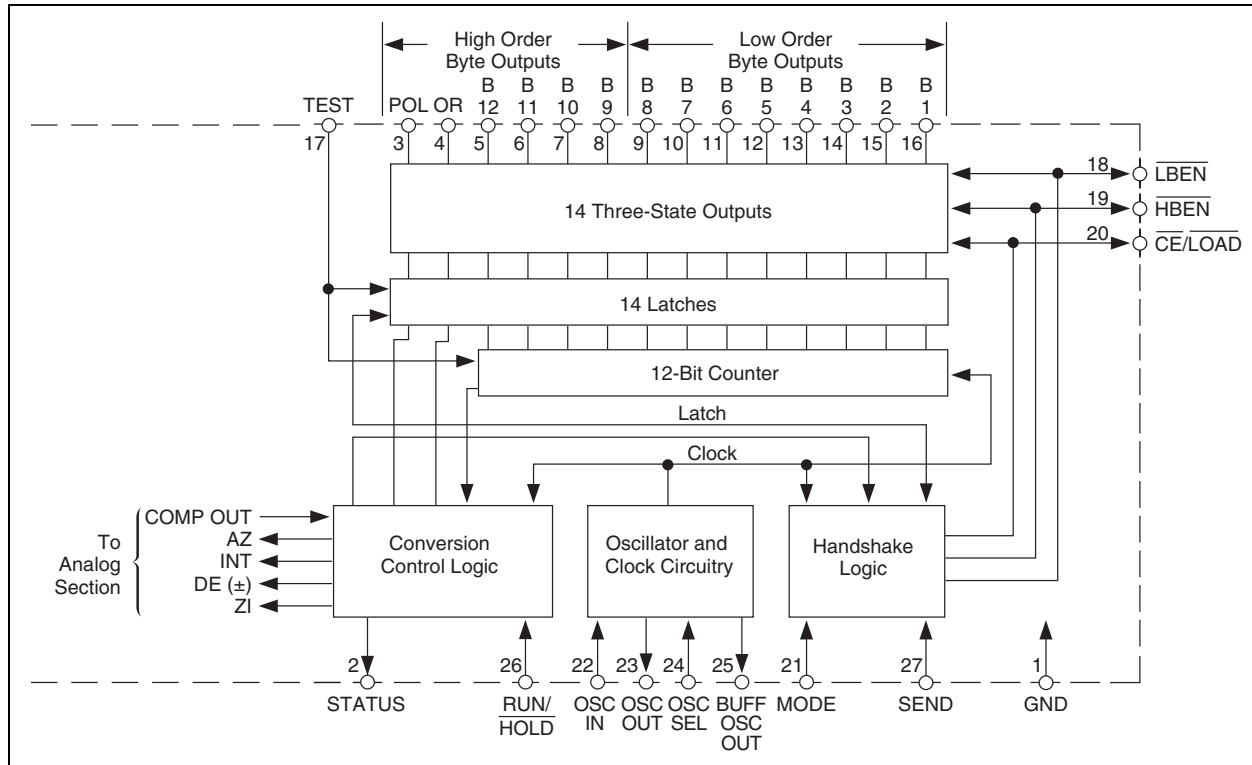 High Order
Byte Outputs
Low Order
Byte Outputs
TEST
POL OR
B
12
B
11
B
10
B
9
B
8
B
7
B
6
B
5
B
4
B
3
B
2
B
1
17
3
4
5
6
7
8
9
10
11
12
13
14
15
16
14 Three-State Outputs
18
LBEN
19
HBEN
20
CE/LOAD
14 Latches
12-Bit Counter
Latch
Clock
To
Analog
Section
COMP OUT
AZ
INT
DE (±)
ZI
Conversion
Control Logic
Oscillator and
Clock Circuitry
Handshake
Logic
2
26
22
23
24
25
21
27
1
STATUS
RUN/
HOLD
OSC
IN
OSC
OUT
OSC
SEL
BUFF
OSC
OUT
MODE
SEND
GND